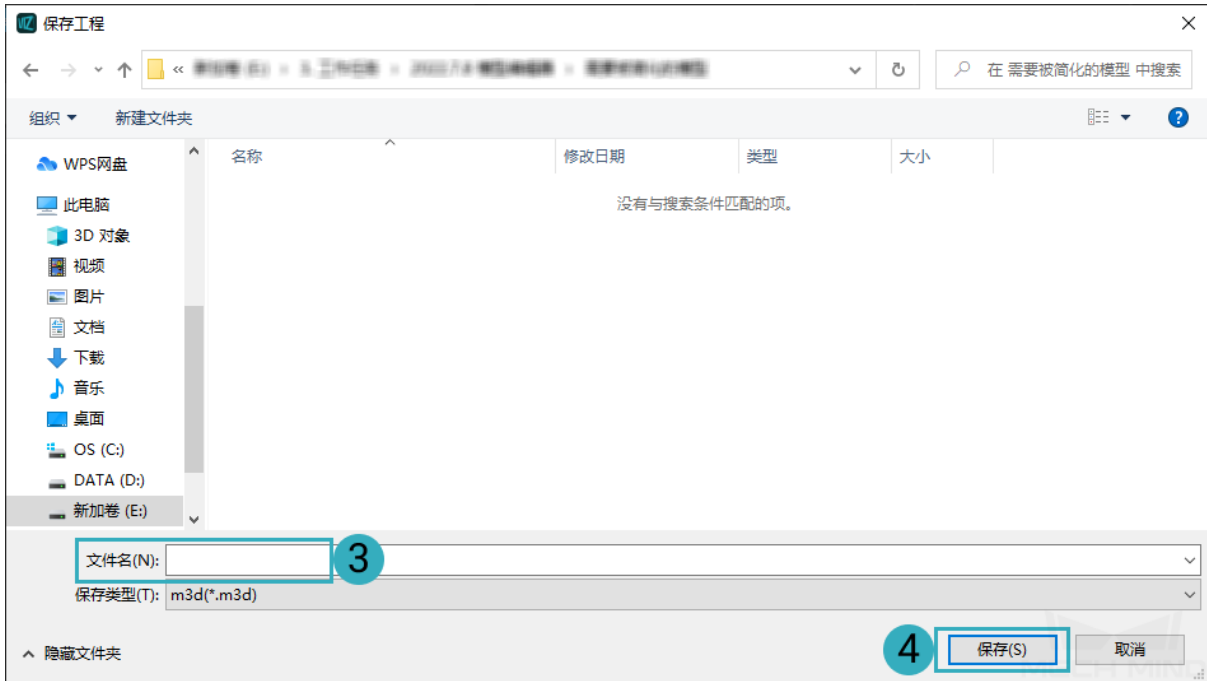 保存工程
在 需要被简化的模型 中搜索
组织 新建文件夹
名称 修改日期 类型 大小
没有与搜索条件匹配的项。
WPS网盘
此电脑
3D 对象
视频
图片
文档
下载
音乐
桌面
OS (C:)
DATA (D:)
新加卷 (E:)
文件名(N): 3
保存类型(T): m3d(*.m3d)
隐藏文件夹 4 保存(S) 取消
MECH MIND